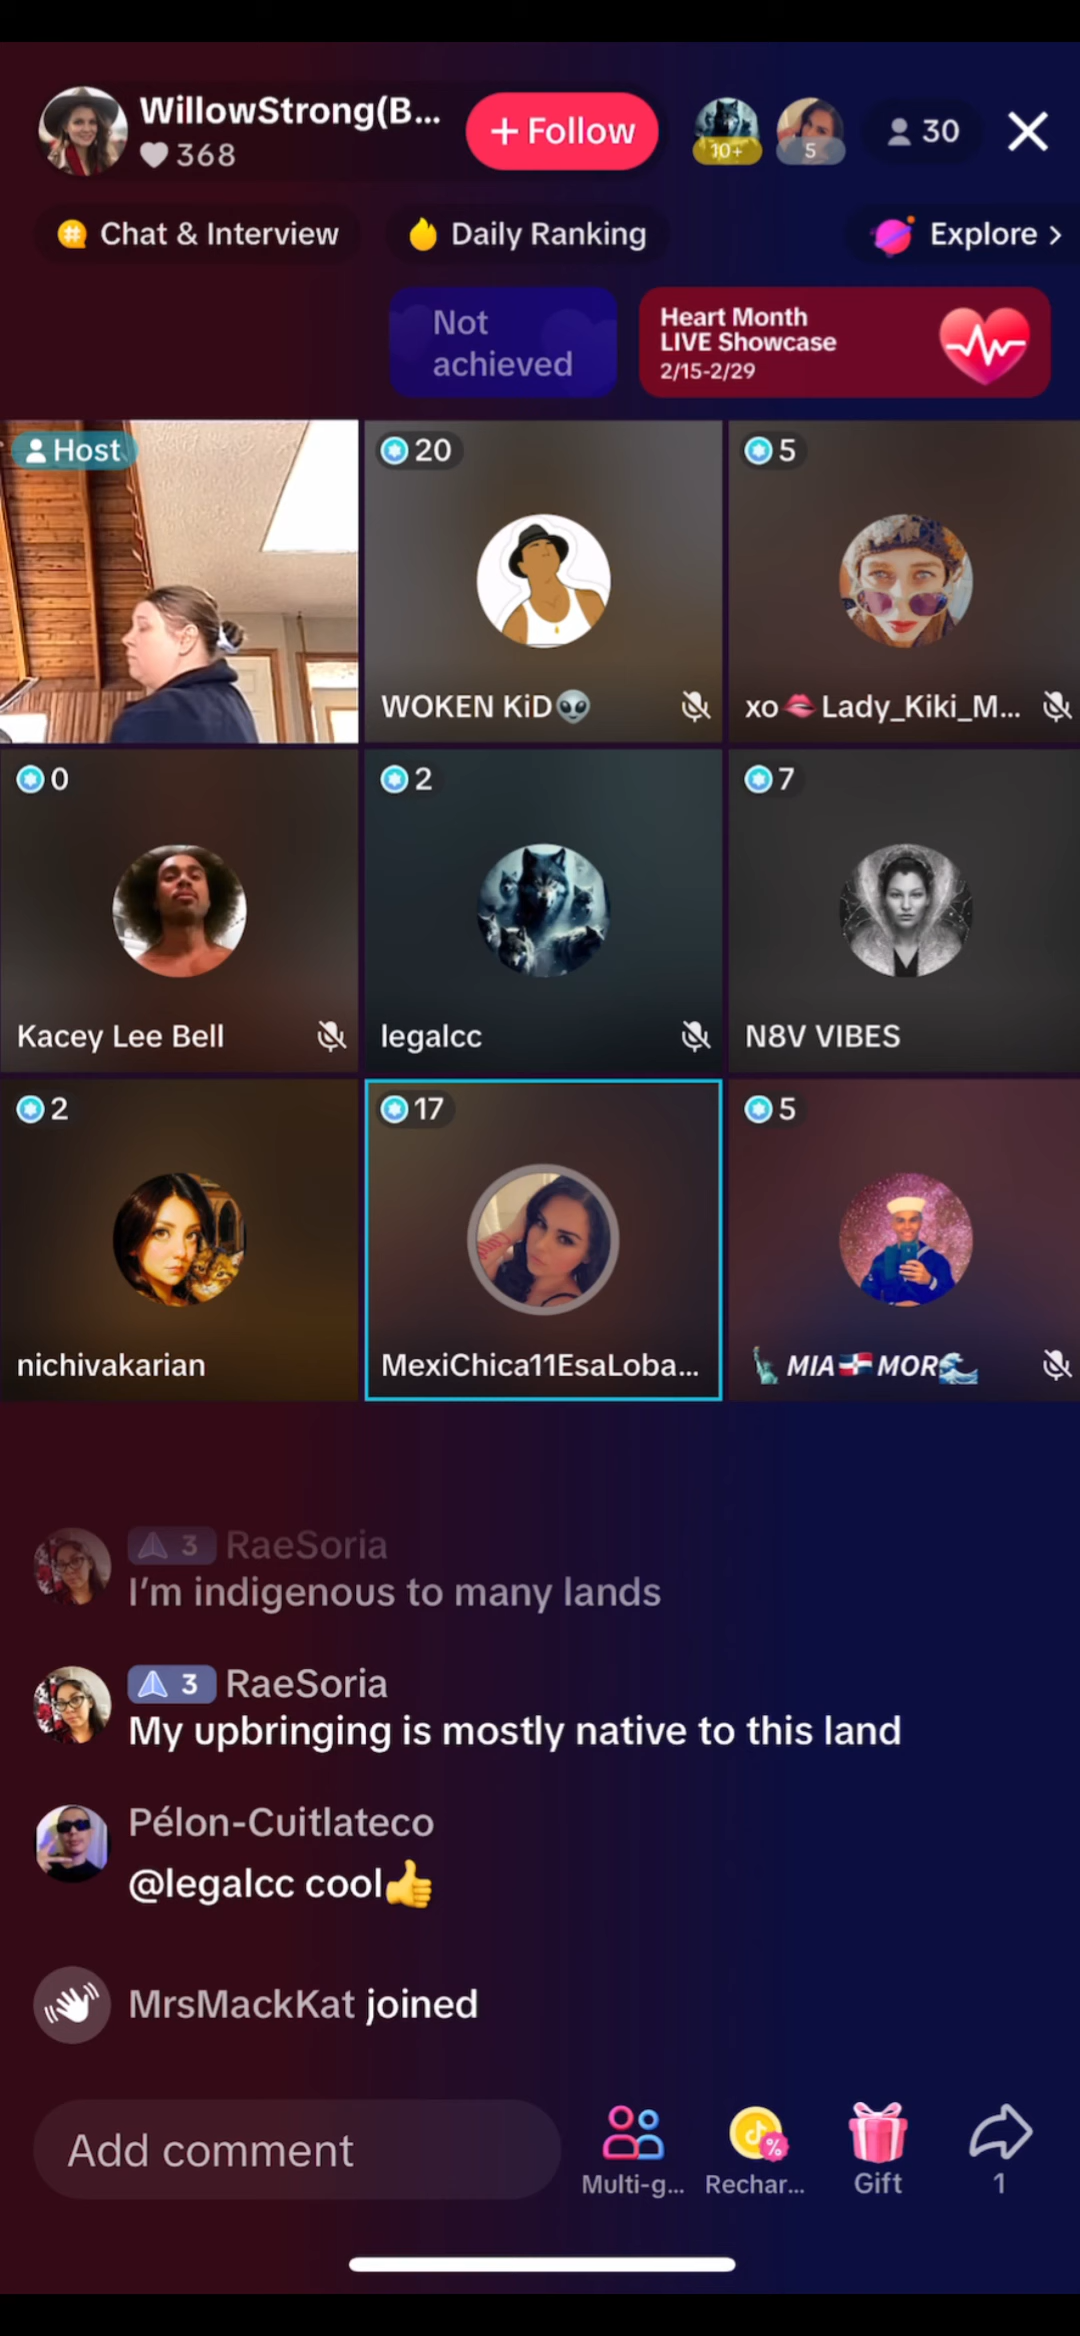 WillowStrong(B...
368
+ Follow
10+
5
30
Chat & Interview
Daily Ranking
Explore >
Not
achieved
Heart Month
LIVE Showcase
2/15-2/29
Host
20
5
WOKEN KiD👽
xo💋Lady_Kiki_M...
0
2
7
Kacey Lee Bell
legalcc
N8V VIBES
2
17
5
nichivakarian
MexiChica11EsaLoba...
🗽MIA🇩🇴MOR🌊
3 RaeSoria
I’m indigenous to many lands
3 RaeSoria
My upbringing is mostly native to this land
Pélon-Cuitlateco
@legalcc cool👍
MrsMackKat joined
Add comment
Multi-g...
Rechar...
Gift
1